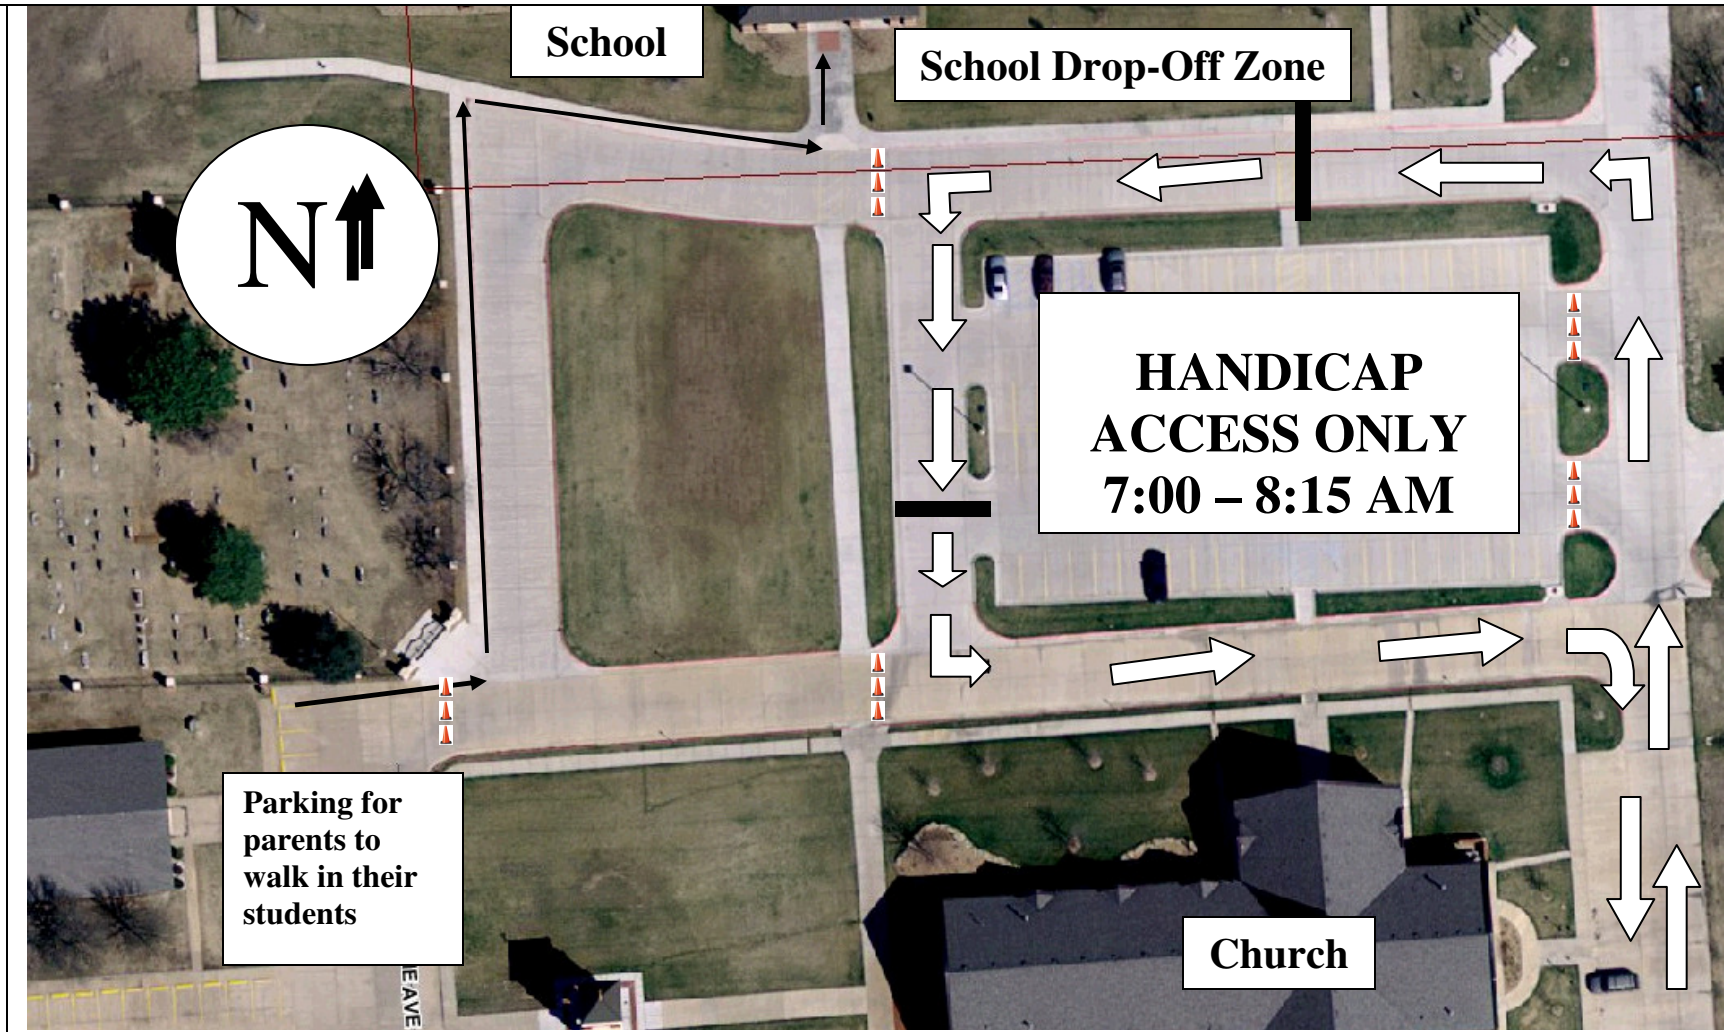 School
School Drop-Off Zone
N
HANDICAP
ACCESS ONLY
7:00 – 8:15 AM
Parking for
parents to
walk in their
students
Church
AVE